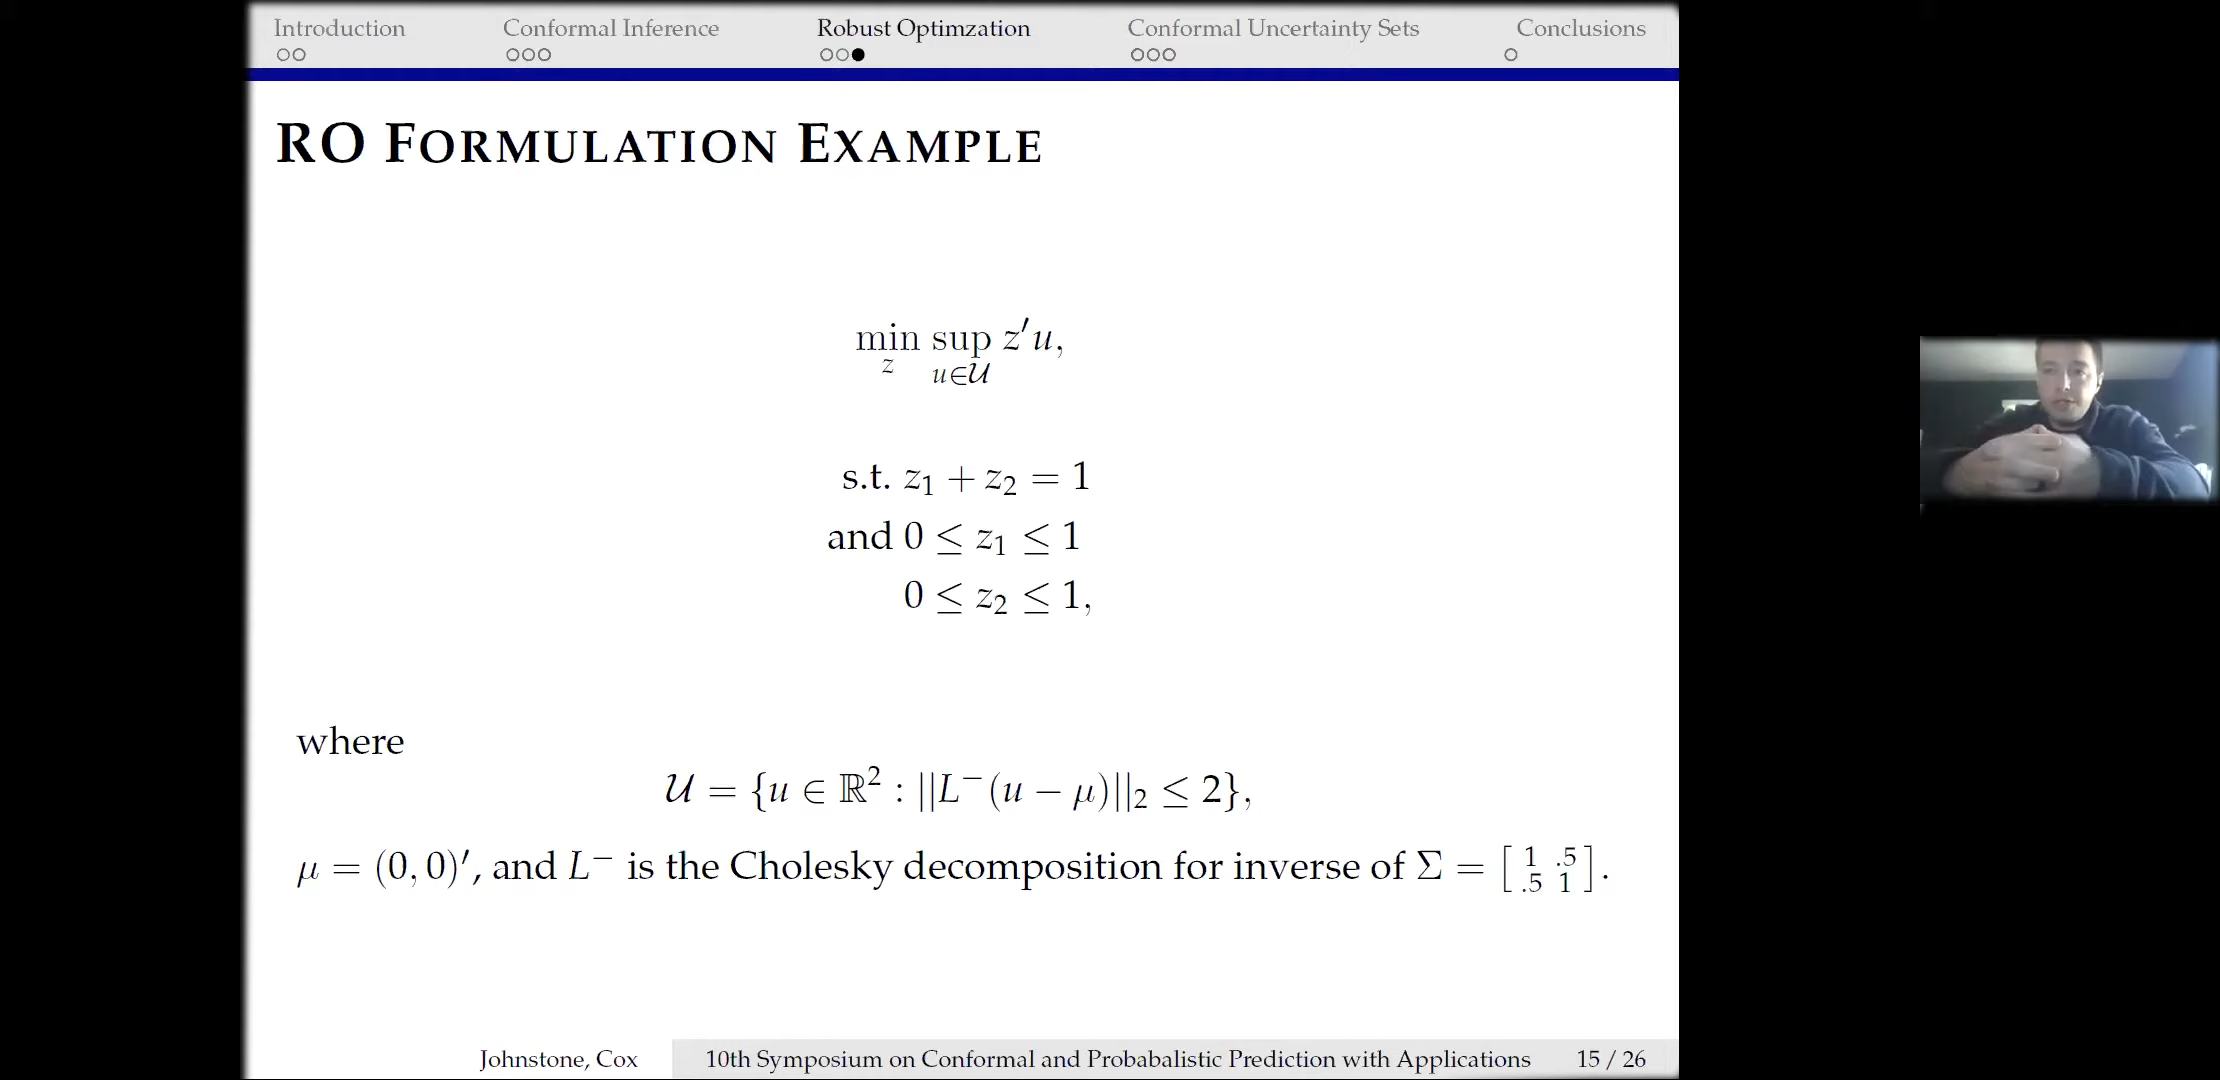 Introduction Conformal Inference Robust Optimzation Conformal Uncertainty Sets Conclusions
RO FORMULATION EXAMPLE
min sup z′u,
z u∈𝒰
s.t. z₁ + z₂ = 1
and 0 ≤ z₁ ≤ 1
0 ≤ z₂ ≤ 1,
where
𝒰 = {u ∈ ℝ² : ||L⁻(u − μ)||₂ ≤ 2},
μ = (0, 0)′, and L⁻ is the Cholesky decomposition for inverse of Σ = [1 .5; .5 1].
Johnstone, Cox 10th Symposium on Conformal and Probabalistic Prediction with Applications 15 / 26